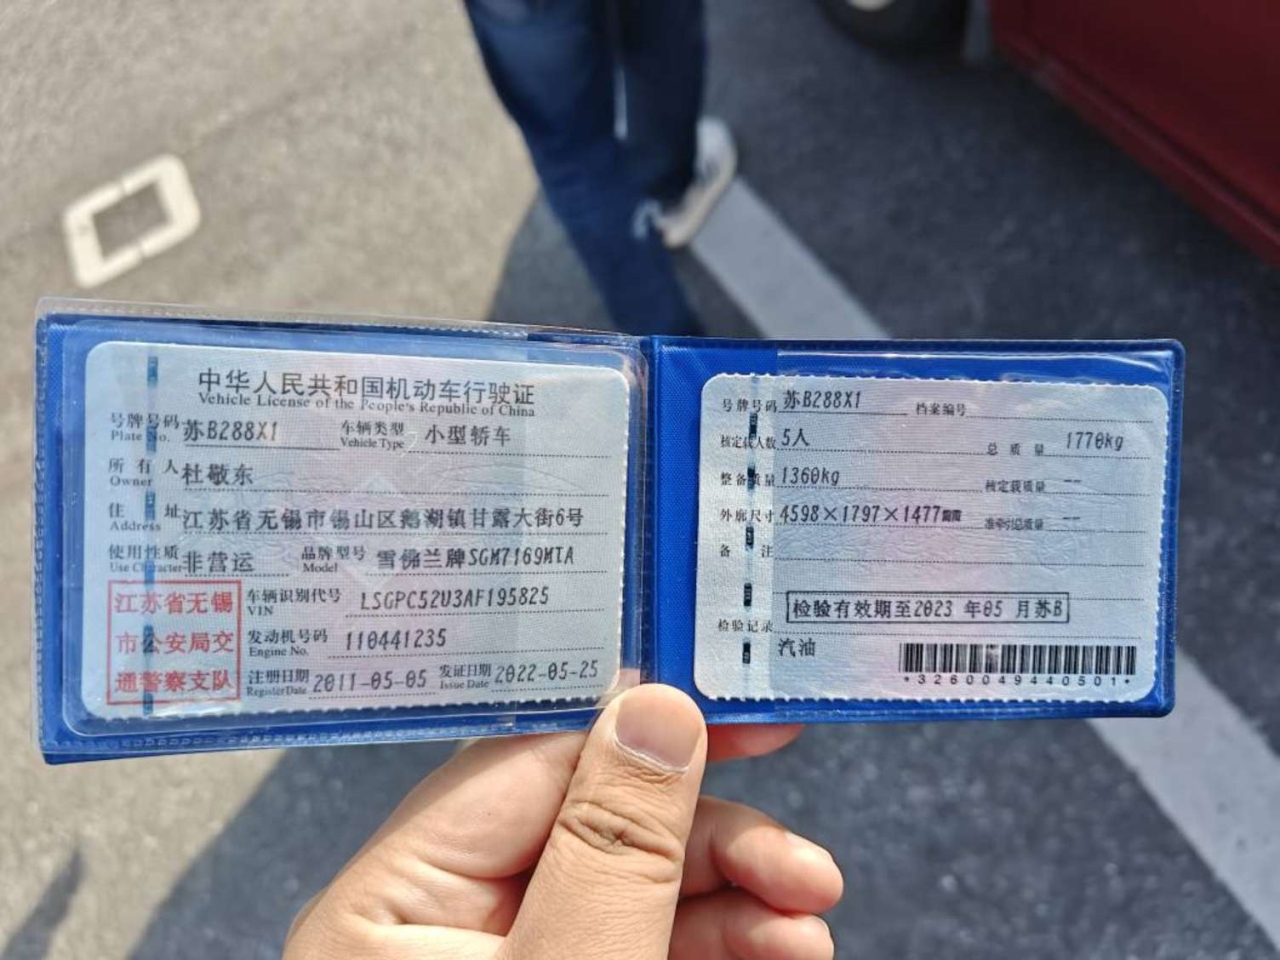 中华人民共和国机动车行驶证
Vehicle License of the People's Republic of China
号牌号码 苏B288X1 车辆类型 小型轿车
Plate No. Vehicle Type
所有人 杜敬东
Owner
住址 江苏省无锡市锡山区鹅湖镇甘露大街6号
Address
使用性质 非营运 品牌型号 雪佛兰牌SGM7169MTA
Use Character Model
江苏省无锡
市公安局交
通警察支队
车辆识别代号 LSGPC52U3AF195825
VIN
发动机号码 110441235
Engine No.
注册日期 2011-05-05 发证日期 2022-05-25
Register Date Issue Date
号牌号码 苏B288X1 档案编号
核定载人数 5人 总质量 1770kg
整备质量 1360kg 核定载质量 --
外廓尺寸 4598×1797×1477 准牵引总质量 --
备注
检验记录 检验有效期至2023 年05 月苏B
汽油
*3260049440501*